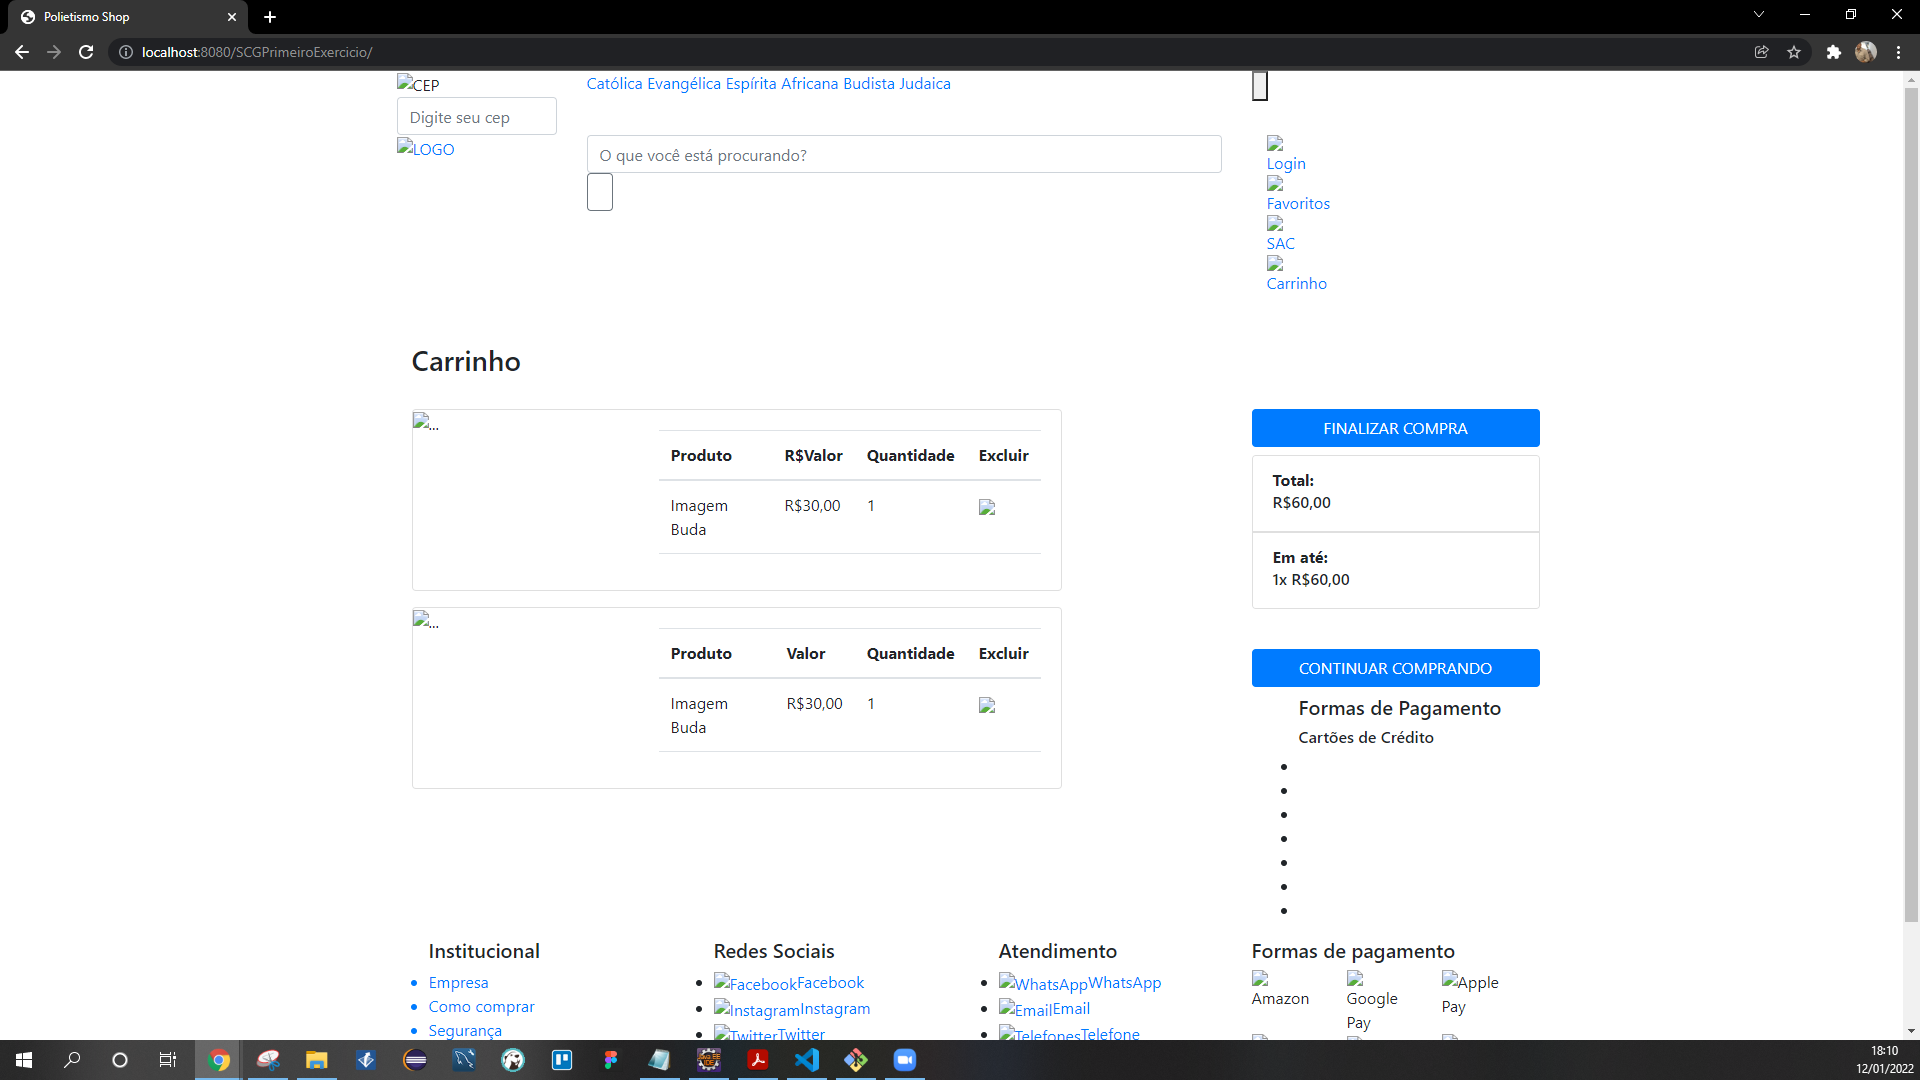 Polietismo Shop
localhost:8080/SCGPrimeiroExercicio/
CEP
Católica Evangélica Espírita Africana Budista Judaica
Digite seu cep
LOGO
O que você está procurando?
Login
Favoritos
SAC
Carrinho
Carrinho
...
Produto R$Valor Quantidade Excluir
Imagem Buda R$30,00 1
FINALIZAR COMPRA
Total:
R$60,00
Em até:
1x R$60,00
...
Produto Valor Quantidade Excluir
Imagem Buda R$30,00 1
CONTINUAR COMPRANDO
Formas de Pagamento
Cartões de Crédito
Institucional
Empresa
Como comprar
Segurança
Redes Sociais
FacebookFacebook
InstagramInstagram
TwitterTwitter
Atendimento
WhatsAppWhatsApp
EmailEmail
TelefonesTelefone
Formas de pagamento
Amazon
Google Pay
Apple Pay
18:10
12/01/2022